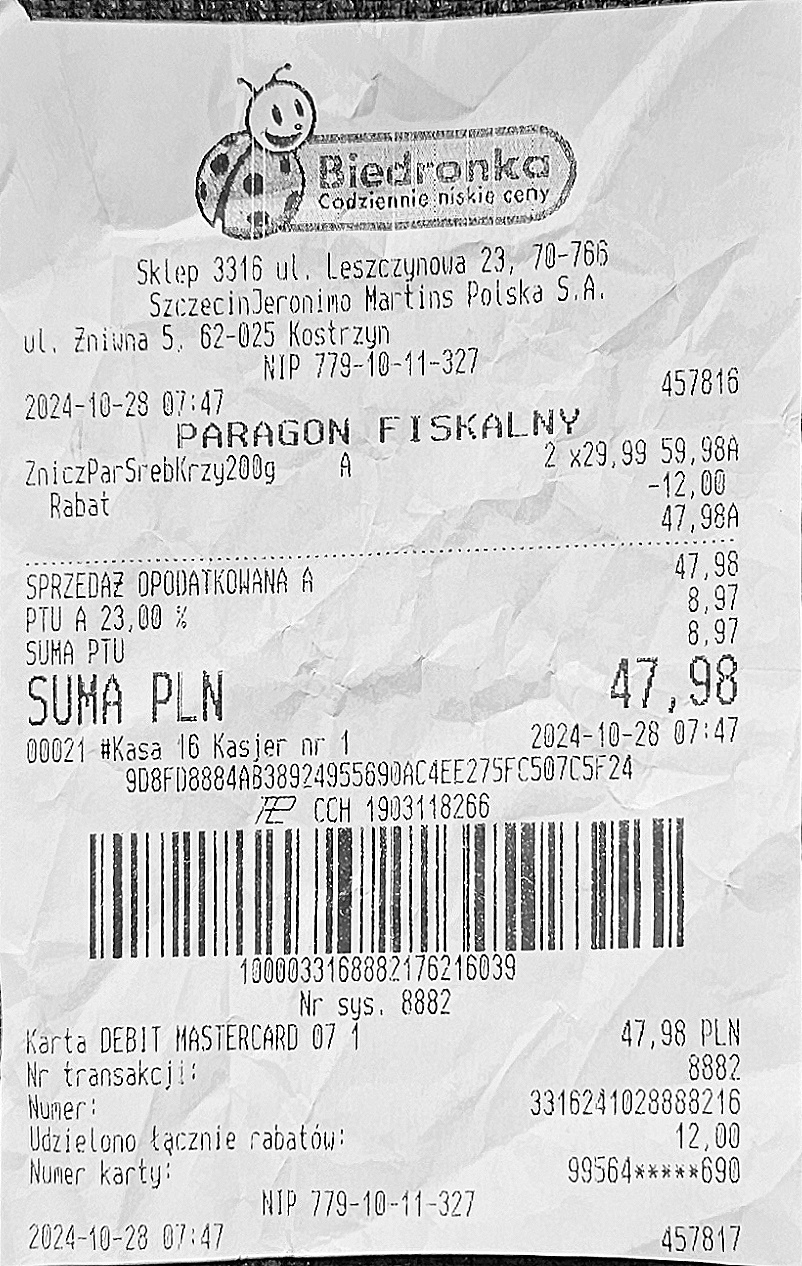 Biedronka
Codziennie niskie ceny
Sklep 3316 ul. Leszczynowa 23, 70-766
SzczecinJeronimo Martins Polska S.A.
ul. Żniwna 5, 62-025 Kostrzyn
NIP 779-10-11-327
2024-10-28 07:47 457816
PARAGON FISKALNY
ZniczParSrebKrzy200g A 2 x29,99 59,98A
Rabat -12,00
47,98A
SPRZEDAŻ OPODATKOWANA A 47,98
PTU A 23,00 % 8,97
SUMA PTU 8,97
SUMA PLN 47,98
00021 #Kasa 16 Kasjer nr 1 2024-10-28 07:47
9D8FD8884AB38924955690AC4EE275FC507C5F24
CCH 1903118266
1000033168882176216039
Nr sys. 8882
Karta DEBIT MASTERCARD 07 1 47,98 PLN
Nr transakcji: 8882
Numer: 3316241028888216
Udzielono łącznie rabatów: 12,00
Numer karty: 99564*****690
NIP 779-10-11-327
2024-10-28 07:47 457817